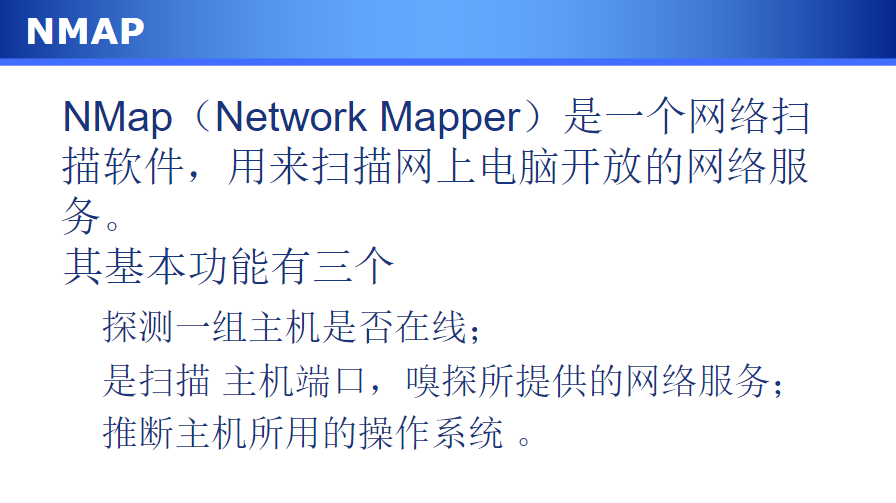 NMAP
NMap（Network Mapper）是一个网络扫
描软件，用来扫描网上电脑开放的网络服
务。
其基本功能有三个
探测一组主机是否在线；
是扫描 主机端口，嗅探所提供的网络服务；
推断主机所用的操作系统 。